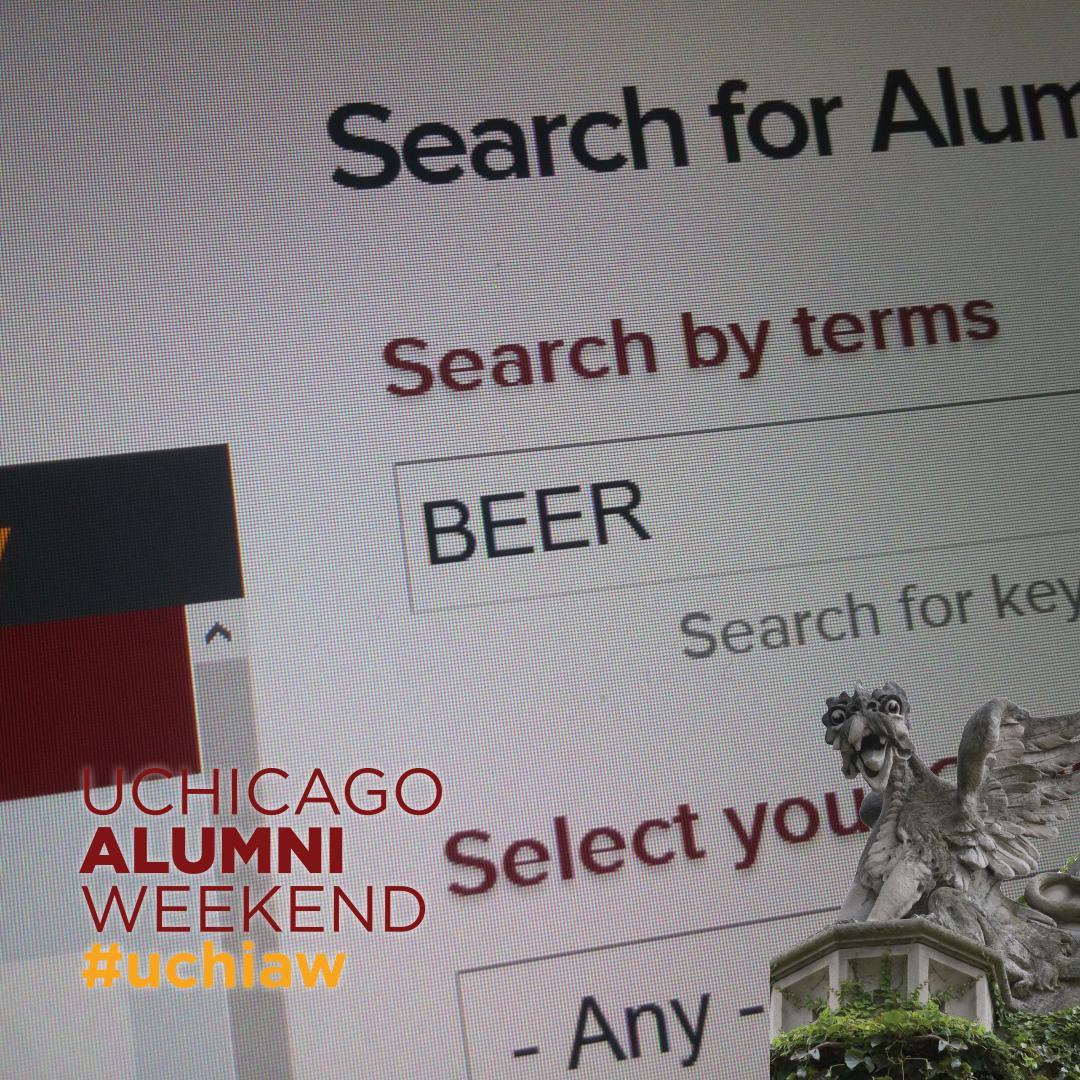 Search for Alum
Search by terms
BEER
Search for key
Select you
- Any -
UCHICAGO
ALUMNI
WEEKEND
#uchiaw